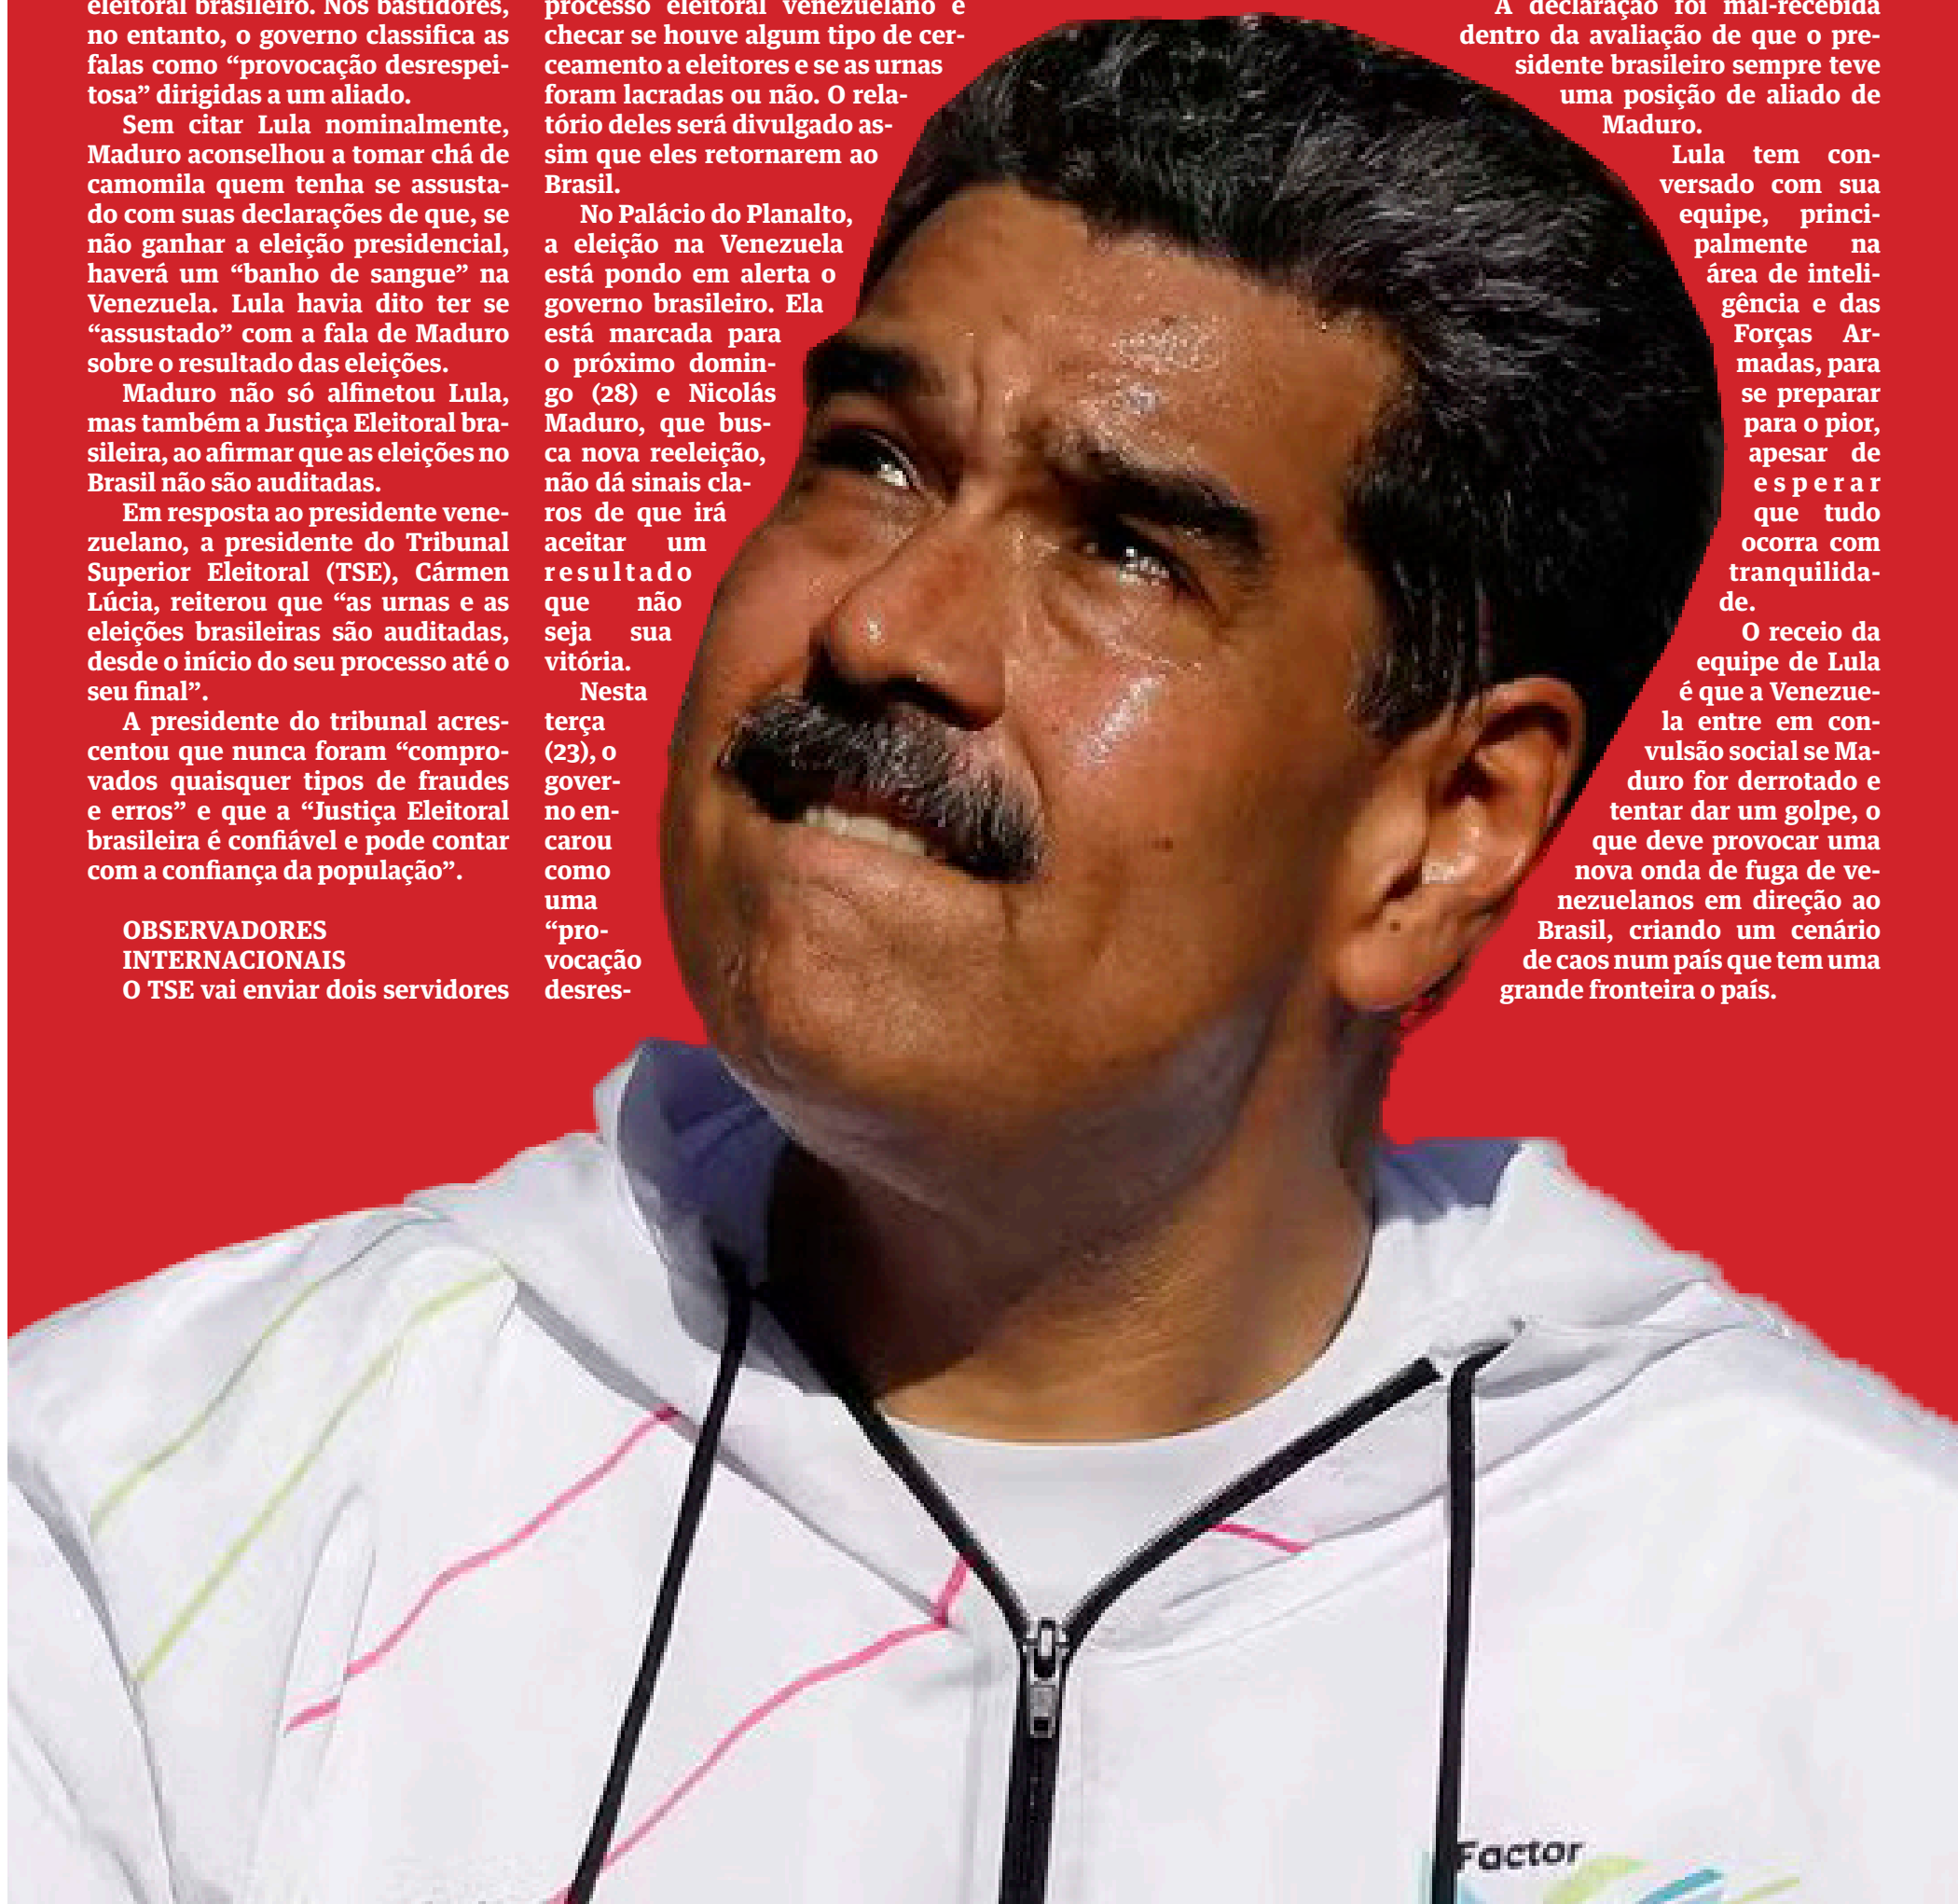 eleitoral brasileiro. Nos bastidores,
no entanto, o governo classifica as
falas como “provocação desrespei-
tosa” dirigidas a um aliado.
Sem citar Lula nominalmente,
Maduro aconselhou a tomar chá de
camomila quem tenha se assusta-
do com suas declarações de que, se
não ganhar a eleição presidencial,
haverá um “banho de sangue” na
Venezuela. Lula havia dito ter se
“assustado” com a fala de Maduro
sobre o resultado das eleições.
Maduro não só alfinetou Lula,
mas também a Justiça Eleitoral bra-
sileira, ao afirmar que as eleições no
Brasil não são auditadas.
Em resposta ao presidente vene-
zuelano, a presidente do Tribunal
Superior Eleitoral (TSE), Cármen
Lúcia, reiterou que “as urnas e as
eleições brasileiras são auditadas,
desde o início do seu processo até o
seu final”.
A presidente do tribunal acres-
centou que nunca foram “compro-
vados quaisquer tipos de fraudes
e erros” e que a “Justiça Eleitoral
brasileira é confiável e pode contar
com a confiança da população”.
OBSERVADORES
INTERNACIONAIS
O TSE vai enviar dois servidores
processo eleitoral venezuelano e
checar se houve algum tipo de cer-
ceamento a eleitores e se as urnas
foram lacradas ou não. O rela-
tório deles será divulgado as-
sim que eles retornarem ao
Brasil.
No Palácio do Planalto,
a eleição na Venezuela
está pondo em alerta o
governo brasileiro. Ela
está marcada para
o próximo domin-
go (28) e Nicolás
Maduro, que bus-
ca nova reeleição,
não dá sinais cla-
ros de que irá
aceitar um
resultado
que não
seja sua
vitória.
Nesta
terça
(23), o
gover-
no en-
carou
como
uma
“pro-
vocação
desres-
A declaração foi mal-recebida
dentro da avaliação de que o pre-
sidente brasileiro sempre teve
uma posição de aliado de
Maduro.
Lula tem con-
versado com sua
equipe, princi-
palmente na
área de inteli-
gência e das
Forças Ar-
madas, para
se preparar
para o pior,
apesar de
esperar
que tudo
ocorra com
tranquilida-
de.
O receio da
equipe de Lula
é que a Venezue-
la entre em con-
vulsão social se Ma-
duro for derrotado e
tentar dar um golpe, o
que deve provocar uma
nova onda de fuga de ve-
nezuelanos em direção ao
Brasil, criando um cenário
de caos num país que tem uma
grande fronteira o país.
Factor